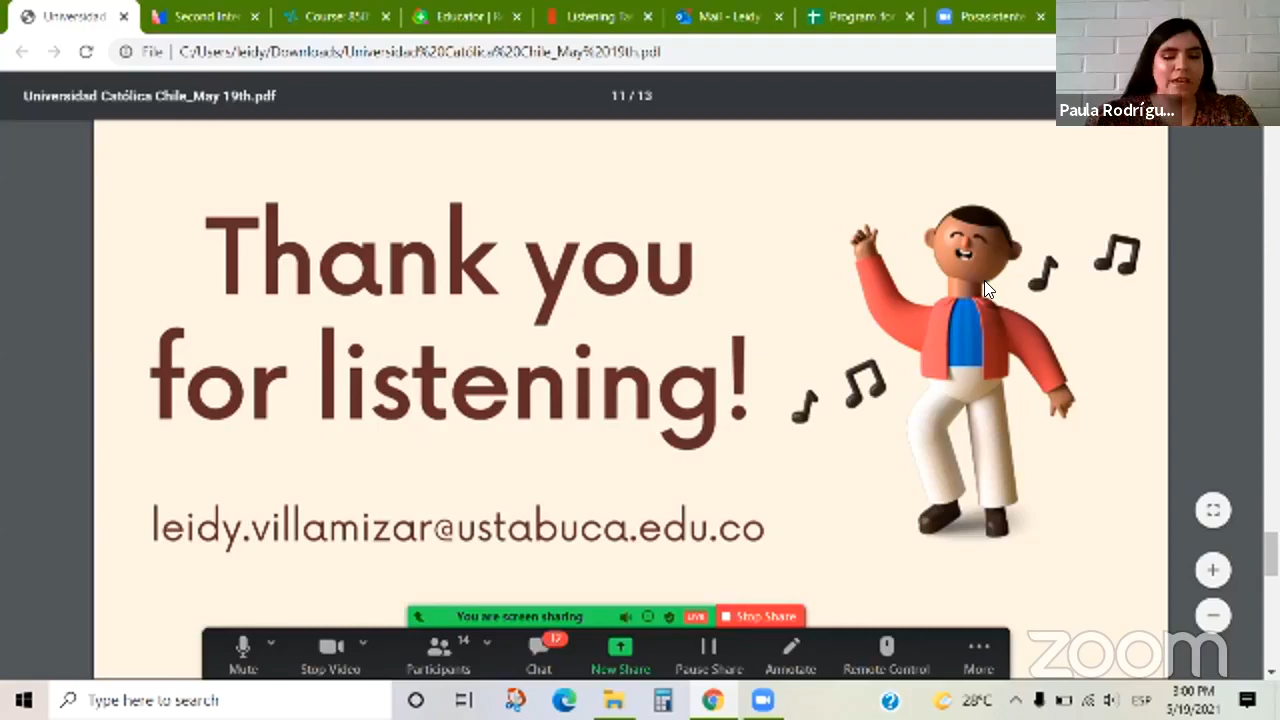 Universidad
Second Inte
Course: 850
Educator | R
Listening Ta
Mail - Leidy
Program for
Posasistente
File | C:/Users/leidy/Downloads/Universidad%20Católica%20Chile_May%2019th.pdf
Universidad Católica Chile_May 19th.pdf
11 / 13
Paula Rodrígu...
Thank you
for listening!
leidy.villamizar@ustabuca.edu.co
You are screen sharing
LIVE
Stop Share
14
17
Mute
Stop Video
Participants
Chat
New Share
Pause Share
Annotate
Remote Control
More
zoom
Type here to search
28°C
ESP
3:00 PM
5/19/2021